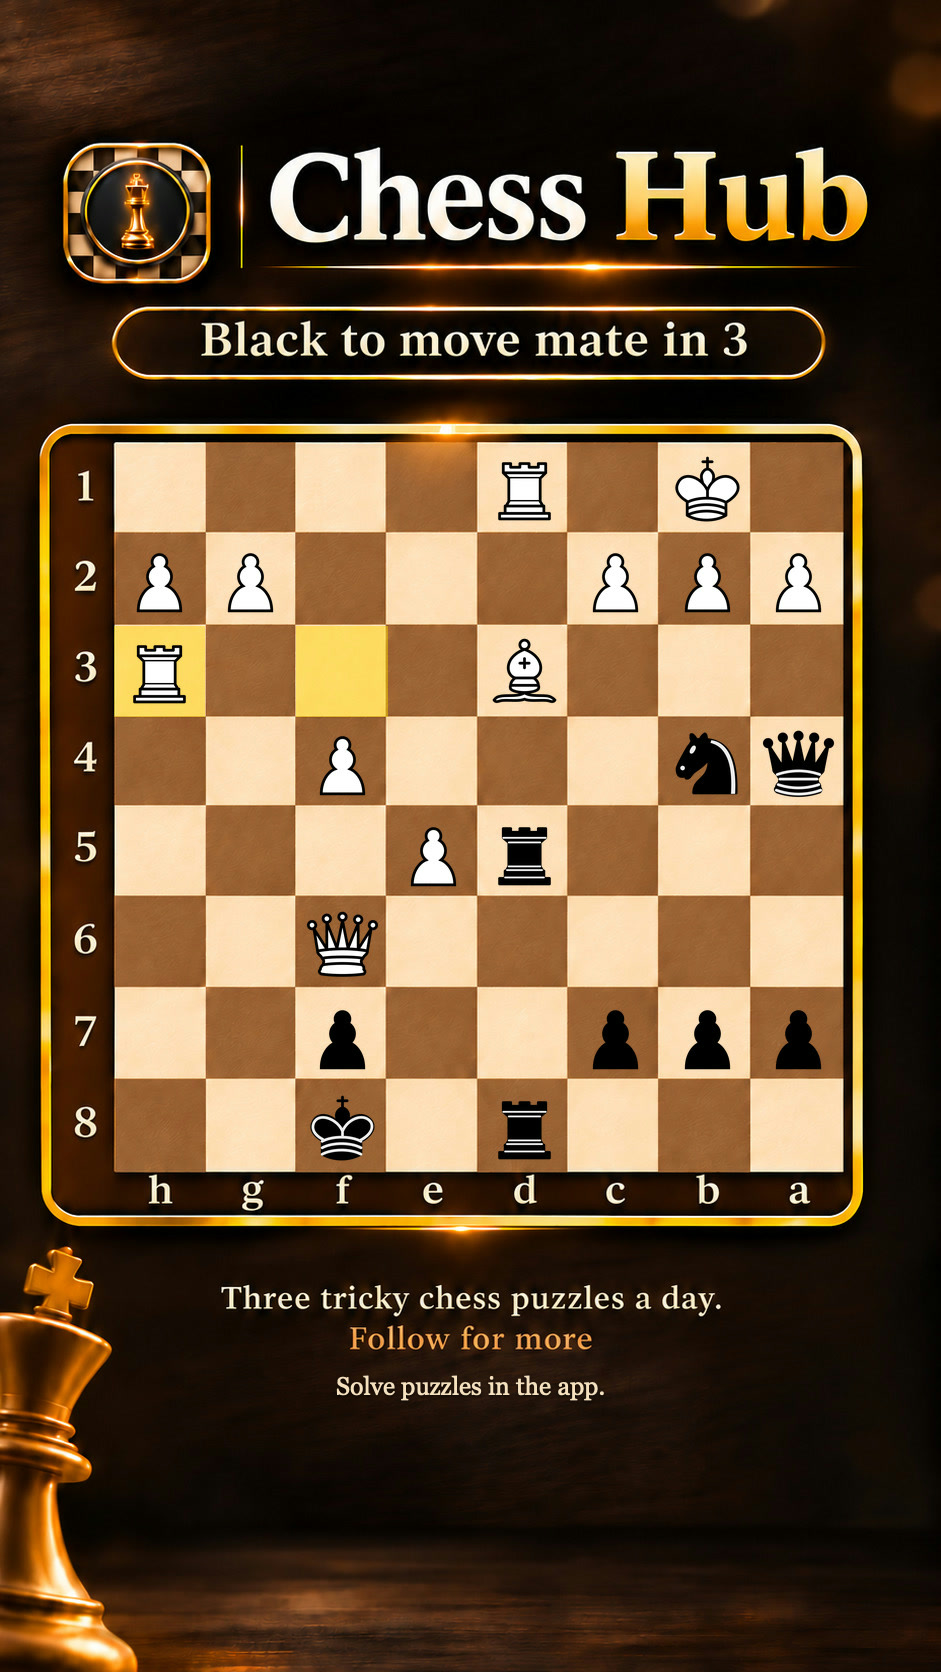 Chess Hub
Black to move mate in 3
1
2
3
4
5
6
7
8
h g f e d c b a
Three tricky chess puzzles a day.
Follow for more
Solve puzzles in the app.